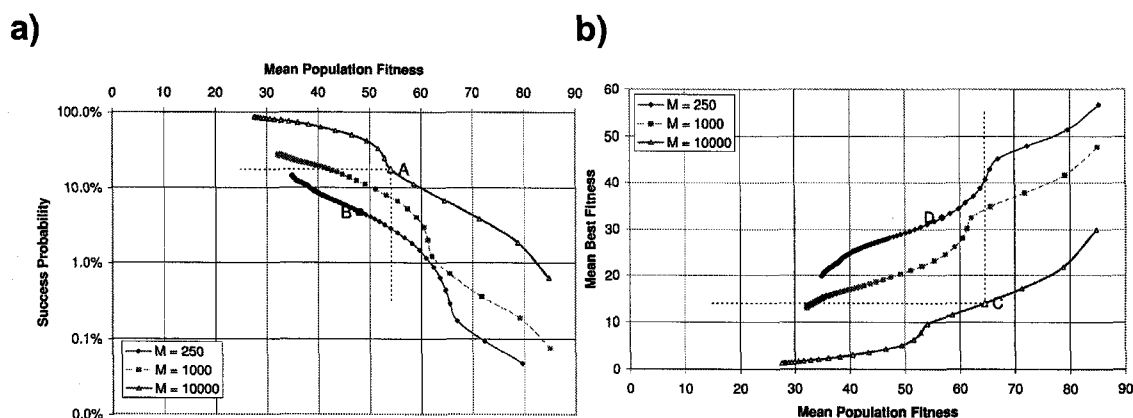 a)
Mean Population Fitness
0 10 20 30 40 50 60 70 80 90
100.0%
10.0%
1.0%
0.1%
0.0%
Success Probability
A
B
M = 250
M = 1000
M = 10000
b)
60
50
40
30
20
10
0
Mean Best Fitness
M = 250
M = 1000
M = 10000
D
C
0 10 20 30 40 50 60 70 80 90
Mean Population Fitness